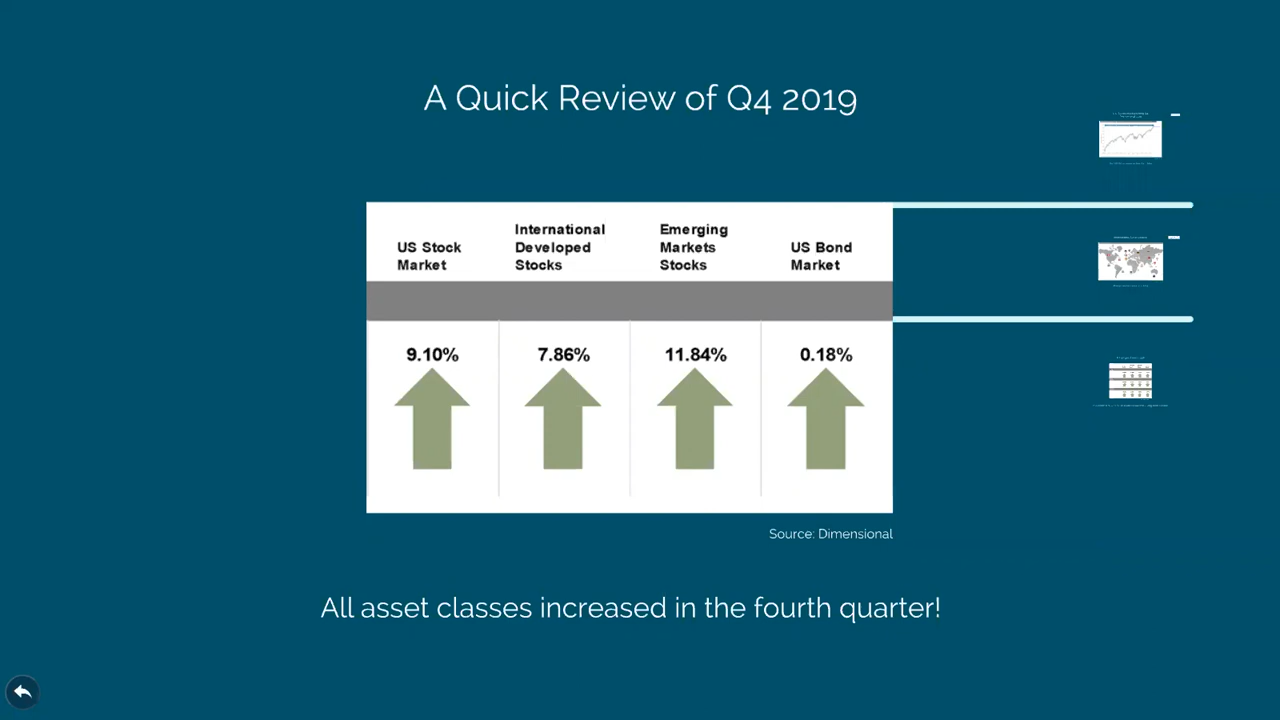 A Quick Review of Q4 2019
US Stock Market
International Developed Stocks
Emerging Markets Stocks
US Bond Market
9.10% 7.86% 11.84% 0.18%
Source: Dimensional
All asset classes increased in the fourth quarter!